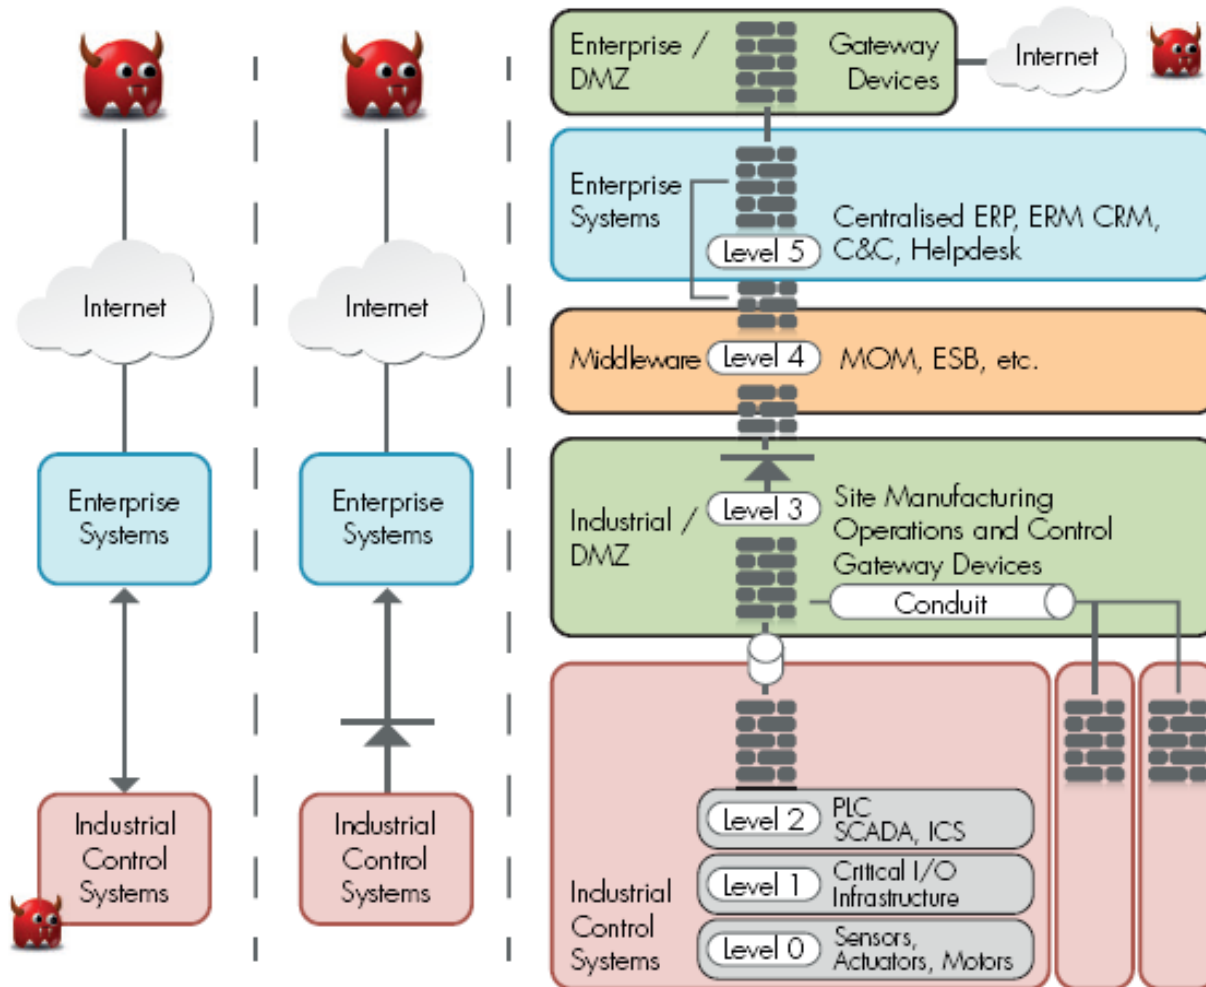 Internet
Enterprise
Systems
Industrial
Control
Systems
Internet
Enterprise
Systems
Industrial
Control
Systems
Enterprise /
DMZ
Gateway
Devices
Internet
Enterprise
Systems
Level 5
Centralised ERP, ERM CRM,
C&C, Helpdesk
Middleware
Level 4
MOM, ESB, etc.
Industrial /
DMZ
Level 3
Site Manufacturing
Operations and Control
Gateway Devices
Conduit
Industrial
Control
Systems
Level 2
PLC
SCADA, ICS
Level 1
Critical I/O
Infrastructure
Level 0
Sensors,
Actuators, Motors